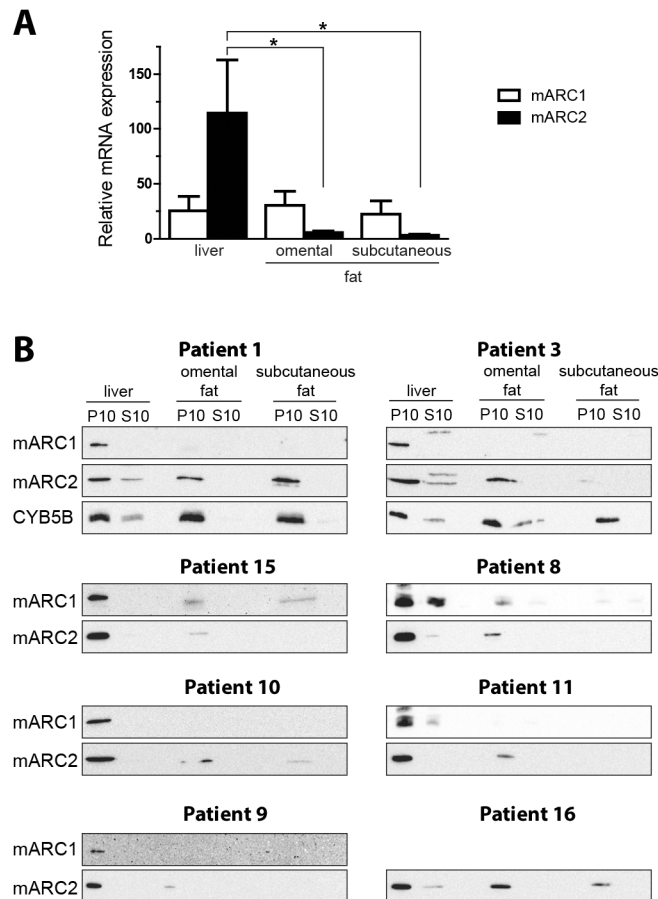 A
Relative mRNA expression
150
100
50
0
* 
*
mARC1
mARC2
liver
omental
subcutaneous
fat
B
Patient 1
liver
omental
fat
subcutaneous
fat
P10 S10
P10 S10
P10 S10
mARC1
mARC2
CYB5B
Patient 3
liver
omental
fat
subcutaneous
fat
P10 S10
P10 S10
P10 S10
Patient 15
mARC1
mARC2
Patient 8
Patient 10
mARC1
mARC2
Patient 11
Patient 9
mARC1
mARC2
Patient 16